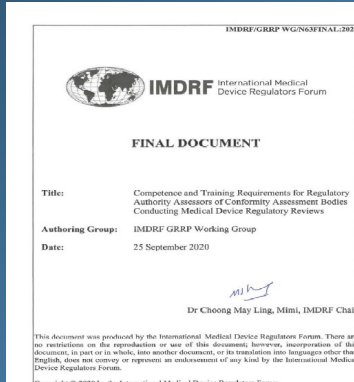 IMDRF/GRRP WG/N63FINAL:202
IMDRF International Medical
Device Regulators Forum
FINAL DOCUMENT
Title: Competence and Training Requirements for Regulatory
Authority Assessors of Conformity Assessment Bodies
Conducting Medical Device Regulatory Reviews
Authoring Group: IMDRF GRRP Working Group
Date: 25 September 2020
Dr Choong May Ling, Mimi, IMDRF Chai
This document was produced by the International Medical Device Regulators Forum. There are
no restrictions on the reproduction or use of this document; however, incorporation of this
document, in part or in whole, into another document, or its translation into languages other than
English, does not convey or represent an endorsement of any kind by the International Medical
Device Regulators Forum.